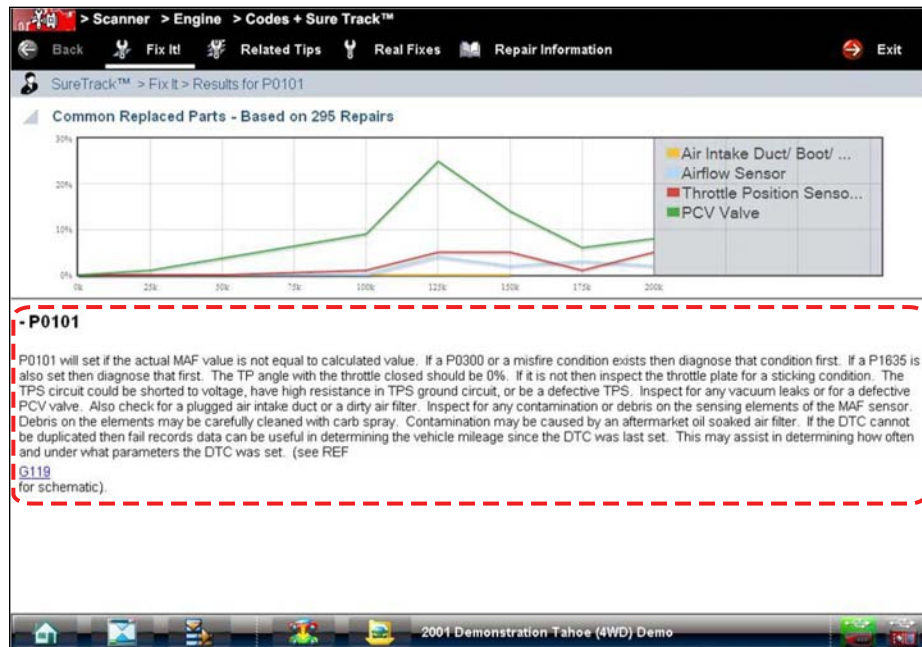 > Scanner > Engine > Codes + Sure Track™
Back Fix It! Related Tips Real Fixes Repair Information Exit
SureTrack™ > Fix It > Results for P0101
Common Replaced Parts - Based on 295 Repairs
30%
20%
10%
0%
0k 25k 50k 75k 100k 125k 150k 175k 200k
Air Intake Duct/ Boot/ ...
Airflow Sensor
Throttle Position Senso...
PCV Valve
- P0101
P0101 will set if the actual MAF value is not equal to calculated value. If a P0300 or a misfire condition exists then diagnose that condition first. If a P1635 is
also set then diagnose that first. The TP angle with the throttle closed should be 0%. If it is not then inspect the throttle plate for a sticking condition. The
TPS circuit could be shorted to voltage, have high resistance in TPS ground circuit, or be a defective TPS. Inspect for any vacuum leaks or for a defective
PCV valve. Also check for a plugged air intake duct or a dirty air filter. Inspect for any contamination or debris on the sensing elements of the MAF sensor.
Debris on the elements may be carefully cleaned with carb spray. Contamination may be caused by an aftermarket oil soaked air filter. If the DTC cannot
be duplicated then fail records data can be useful in determining the vehicle mileage since the DTC was last set. This may assist in determining how often
and under what parameters the DTC was set. (see REF
G119
for schematic).
2001 Demonstration Tahoe (4WD) Demo